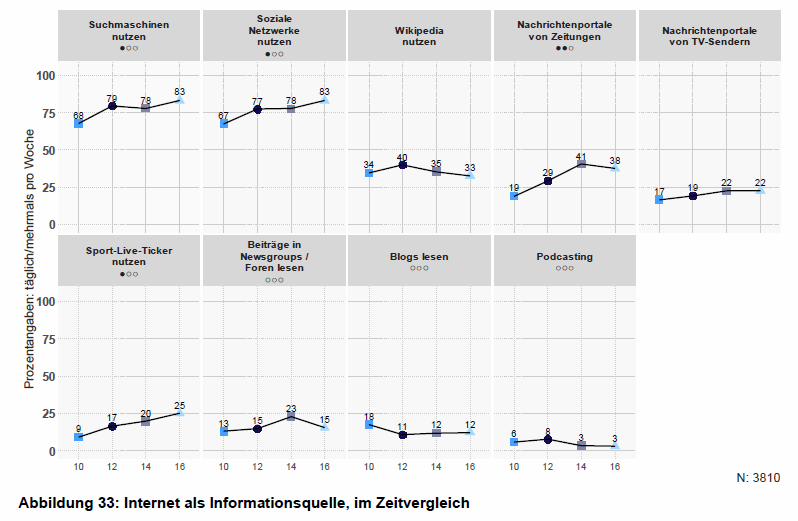 Suchmaschinen
nutzen
●○○
Soziale
Netzwerke
nutzen
●○○
Wikipedia
nutzen
Nachrichtenportale
von Zeitungen
●●○
Nachrichtenportale
von TV-Sendern
Prozentangaben: täglich/mehrmals pro Woche
100
75
50
25
0
68 79 78 83
67 77 78 83
34 40 35 33
19 29 41 38
17 19 22 22
Sport-Live-Ticker
nutzen
●○○
Beiträge in
Newsgroups /
Foren lesen
○○○
Blogs lesen
○○○
Podcasting
○○○
100
75
50
25
0
9 17 20 25
13 15 23 15
18 11 12 12
6 8 3 3
10 12 14 16
10 12 14 16
10 12 14 16
10 12 14 16
N: 3810
Abbildung 33: Internet als Informationsquelle, im Zeitvergleich